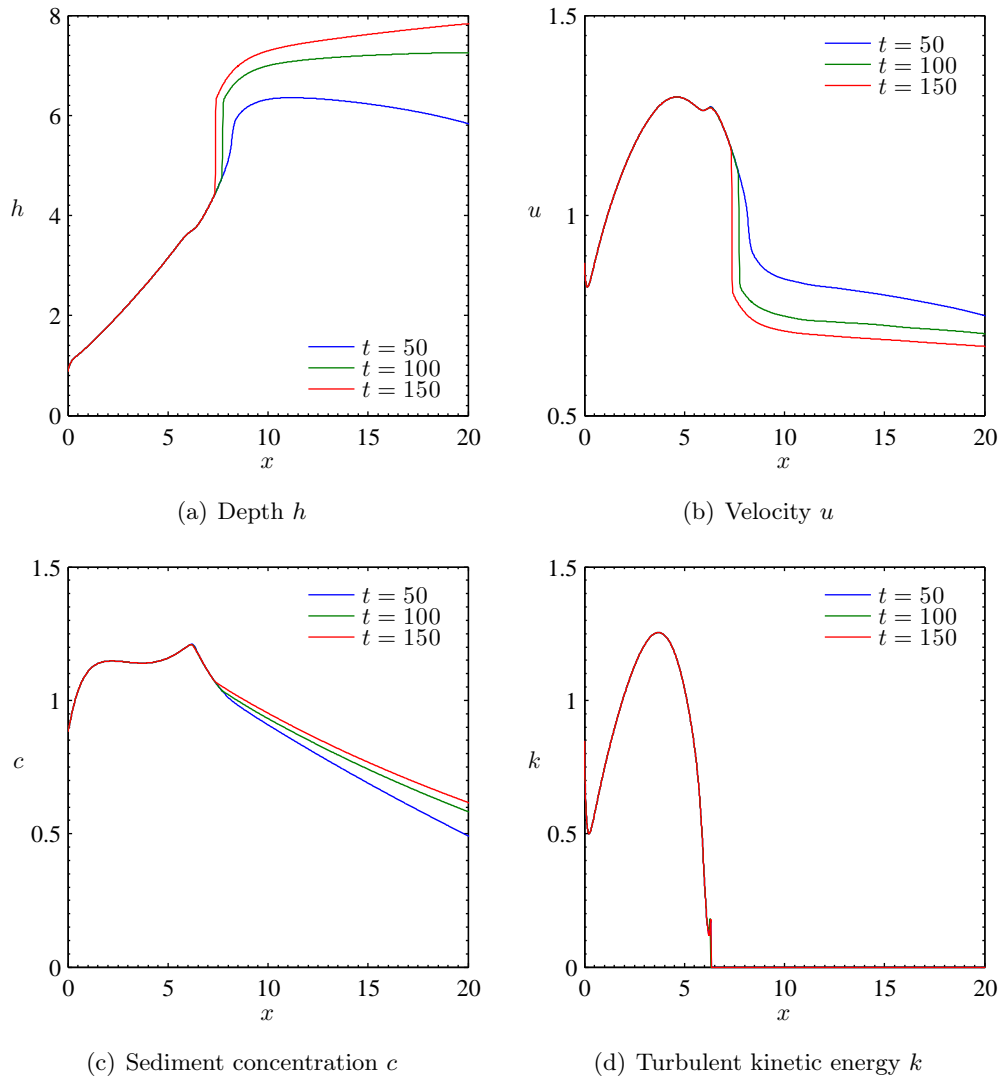 8
6
4
2
0
h
t = 50
t = 100
t = 150
0 5 10 15 20
x
(a) Depth h
1.5
1
0.5
u
t = 50
t = 100
t = 150
0 5 10 15 20
x
(b) Velocity u
1.5
1
0.5
0
c
t = 50
t = 100
t = 150
0 5 10 15 20
x
(c) Sediment concentration c
1.5
1
0.5
0
k
t = 50
t = 100
t = 150
0 5 10 15 20
x
(d) Turbulent kinetic energy k